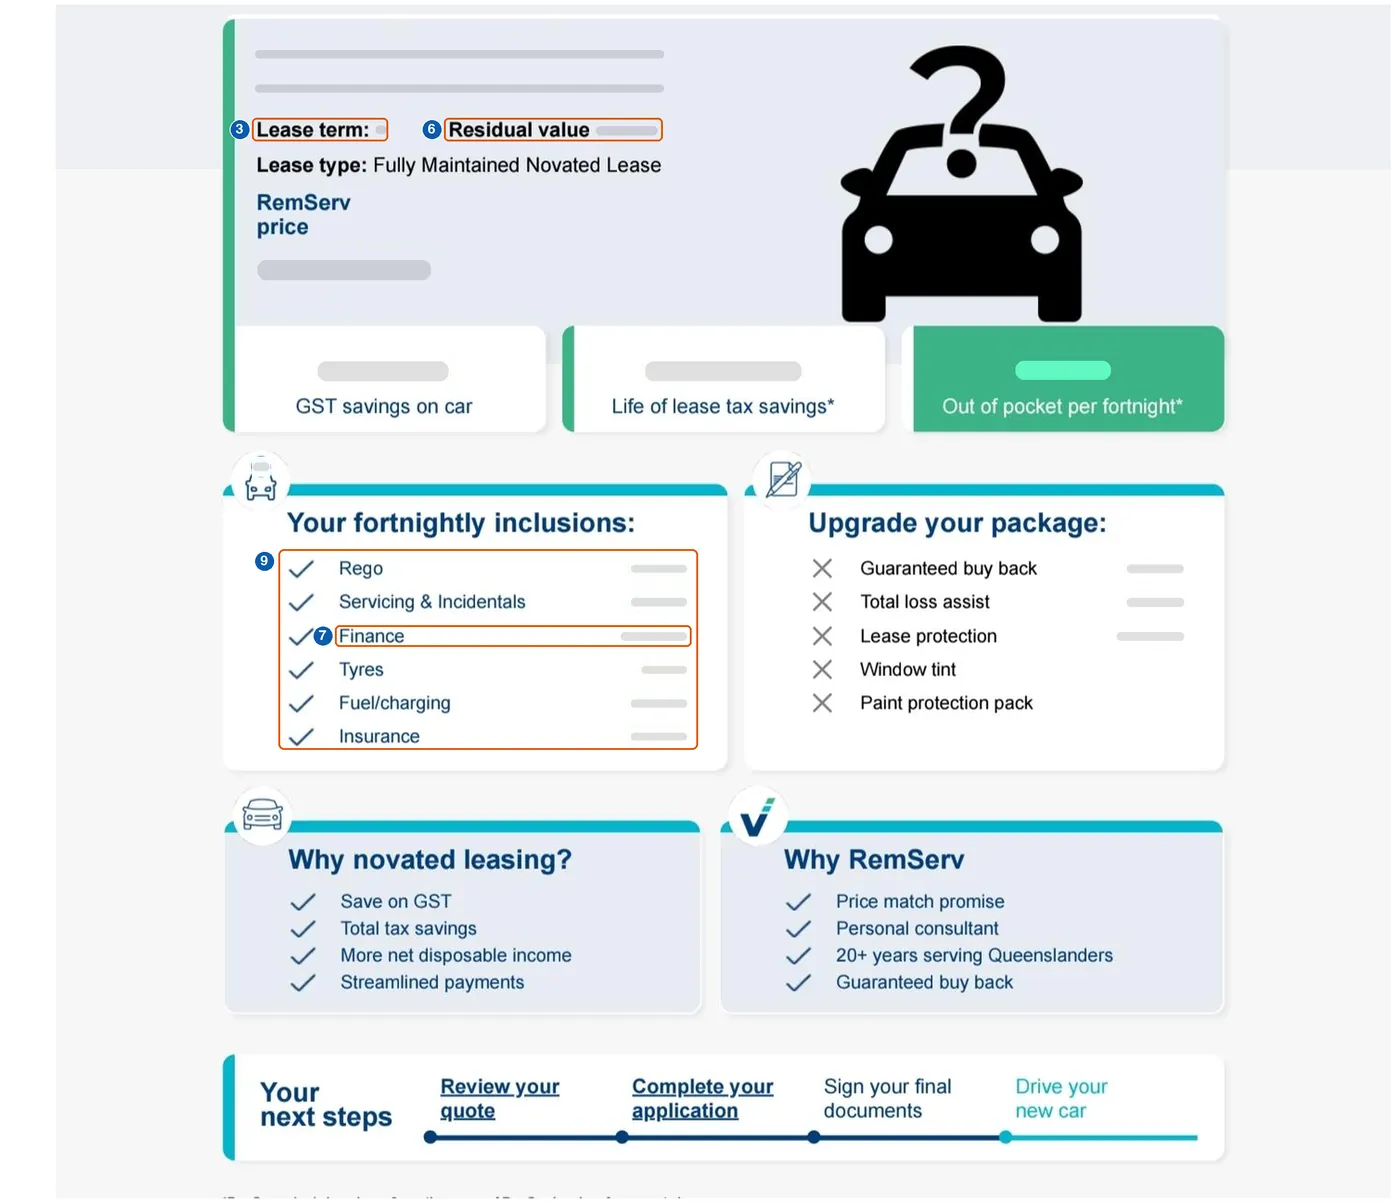 3 Lease term: 6 Residual value
Lease type: Fully Maintained Novated Lease
RemServ
price
GST savings on car
Life of lease tax savings*
Out of pocket per fortnight*
Your fortnightly inclusions:
9
Rego
Servicing & Incidentals
7 Finance
Tyres
Fuel/charging
Insurance
Upgrade your package:
Guaranteed buy back
Total loss assist
Lease protection
Window tint
Paint protection pack
Why novated leasing?
Save on GST
Total tax savings
More net disposable income
Streamlined payments
Why RemServ
Price match promise
Personal consultant
20+ years serving Queenslanders
Guaranteed buy back
Your
next steps
Review your
quote
Complete your
application
Sign your final
documents
Drive your
new car